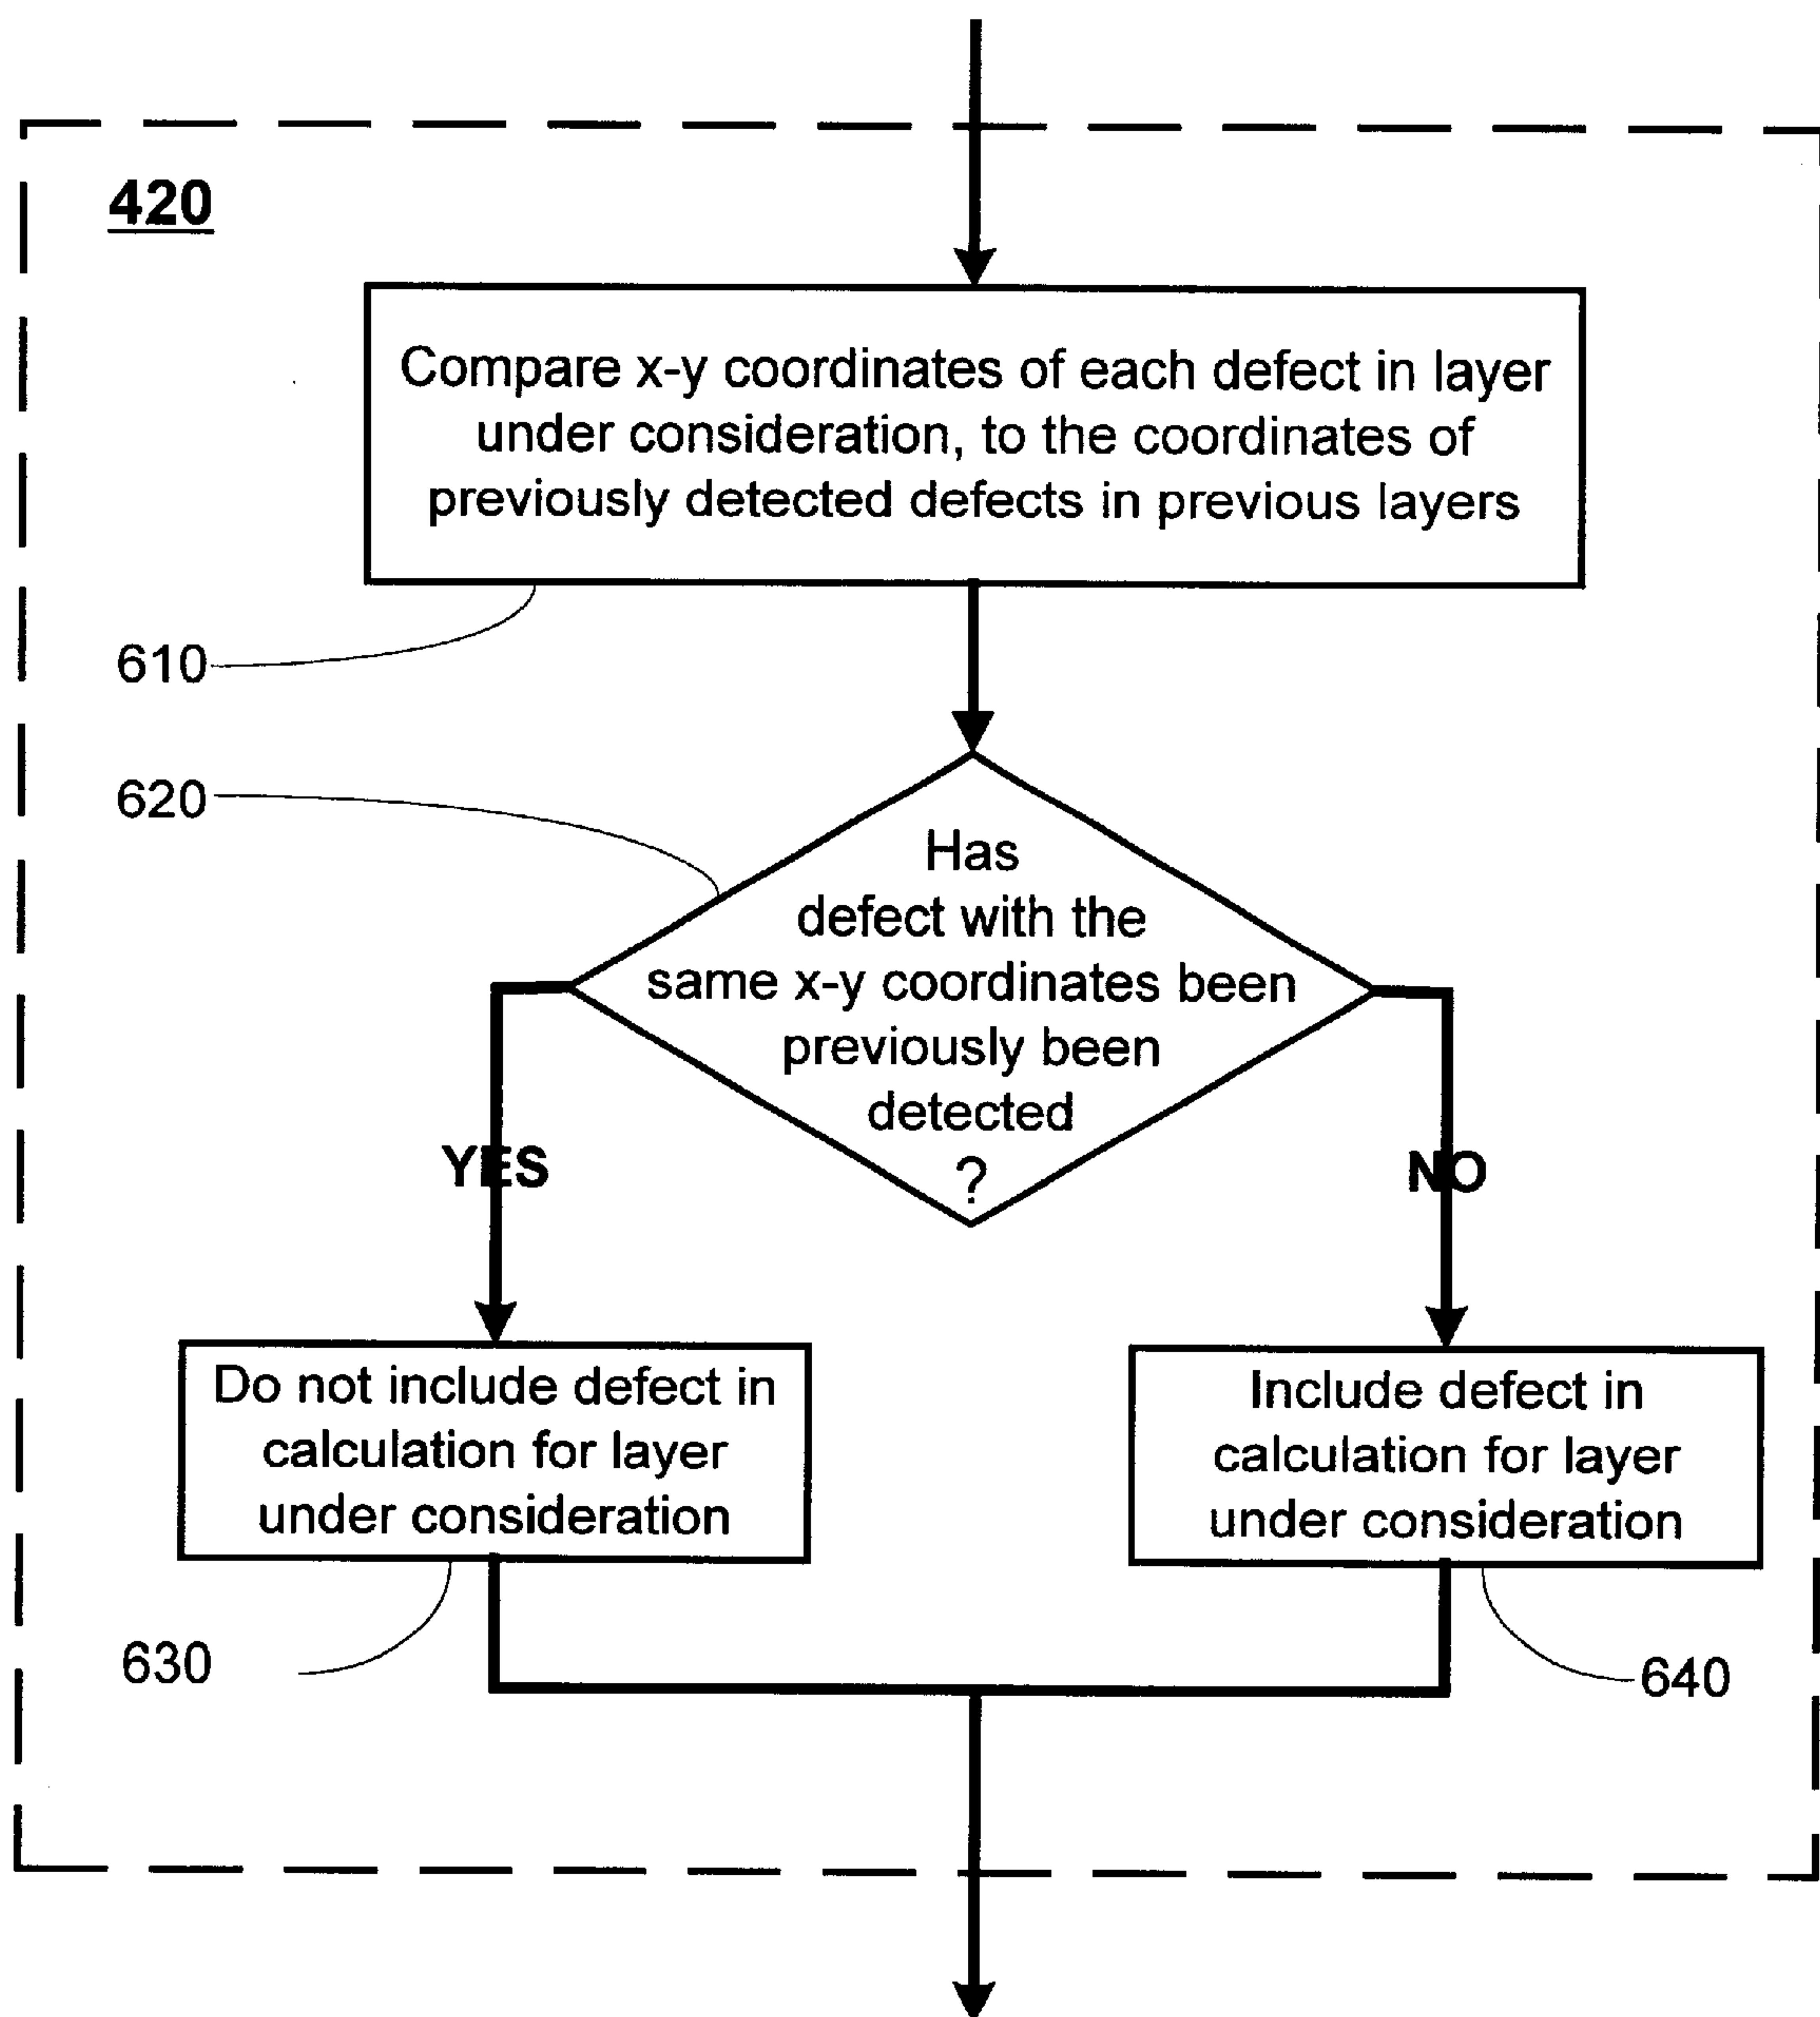 420
Compare x-y coordinates of each defect in layer
under consideration, to the coordinates of
previously detected defects in previous layers
610
620
Has
defect with the
same x-y coordinates been
previously been
detected
?
YES
NO
Do not include defect in
calculation for layer
under consideration
Include defect in
calculation for layer
under consideration
630
640